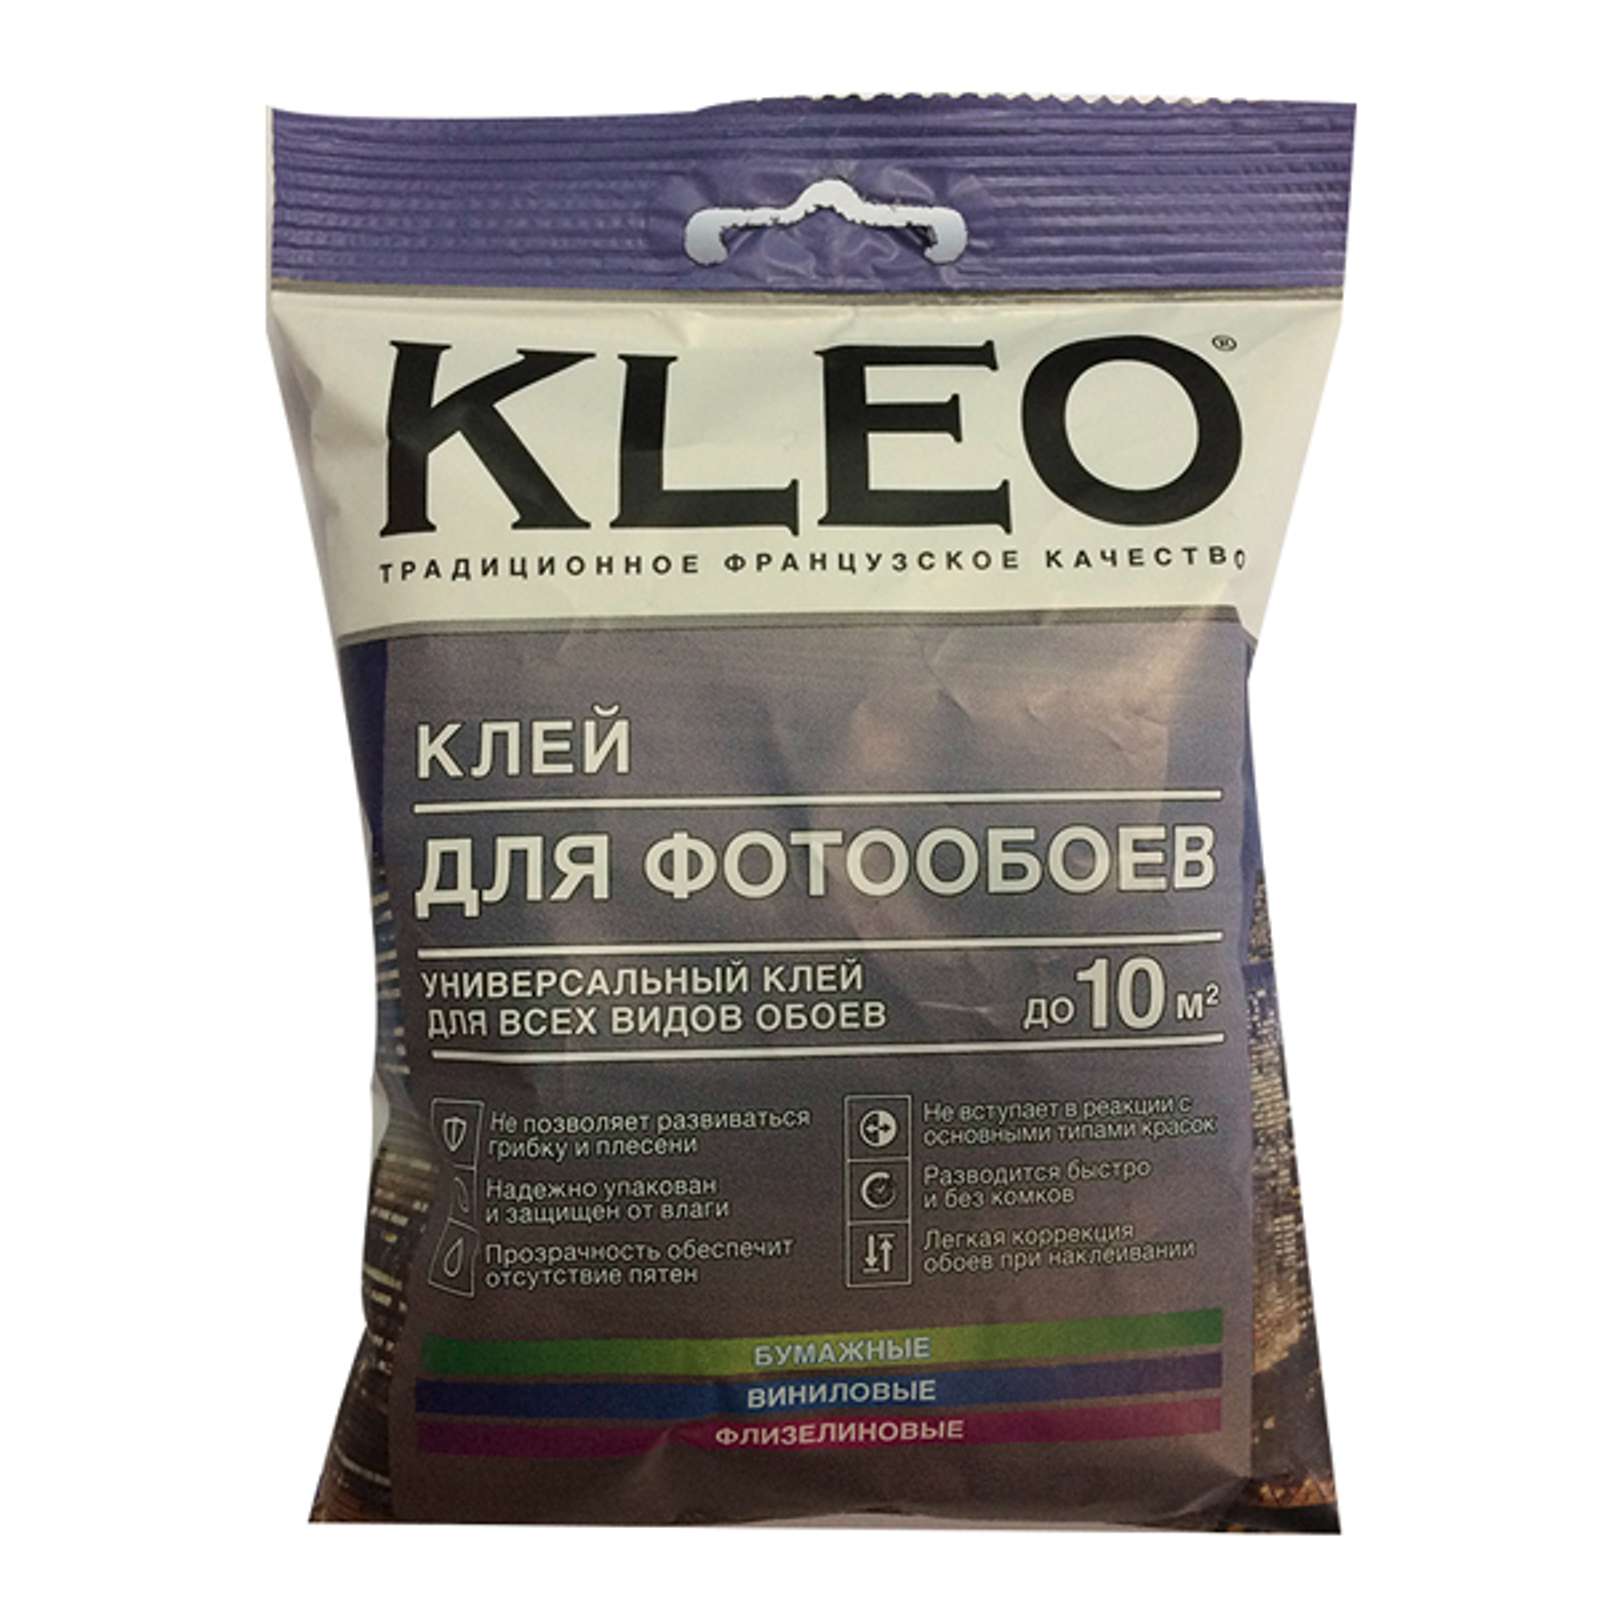 KLEO®
ТРАДИЦИОННОЕ ФРАНЦУЗСКОЕ КАЧЕСТВО
КЛЕЙ
ДЛЯ ФОТООБОЕВ
УНИВЕРСАЛЬНЫЙ КЛЕЙ
ДЛЯ ВСЕХ ВИДОВ ОБОЕВ
ДО 10 М²
Не позволяет развиваться
грибку и плесени
Надежно упакован
и защищен от влаги
Прозрачность обеспечит
отсутствие пятен
Не вступает в реакции с
основными типами красок
Разводится быстро
и без комков
Легкая коррекция
обоев при наклеивании
БУМАЖНЫЕ
ВИНИЛОВЫЕ
ФЛИЗЕЛИНОВЫЕ